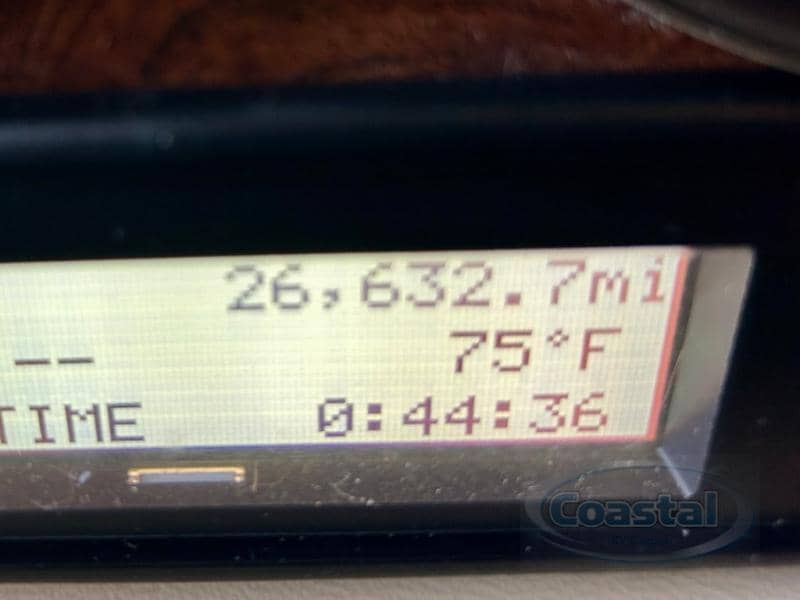 26,632.7mi
-- 75°F
TIME 0:44:36
Coastal